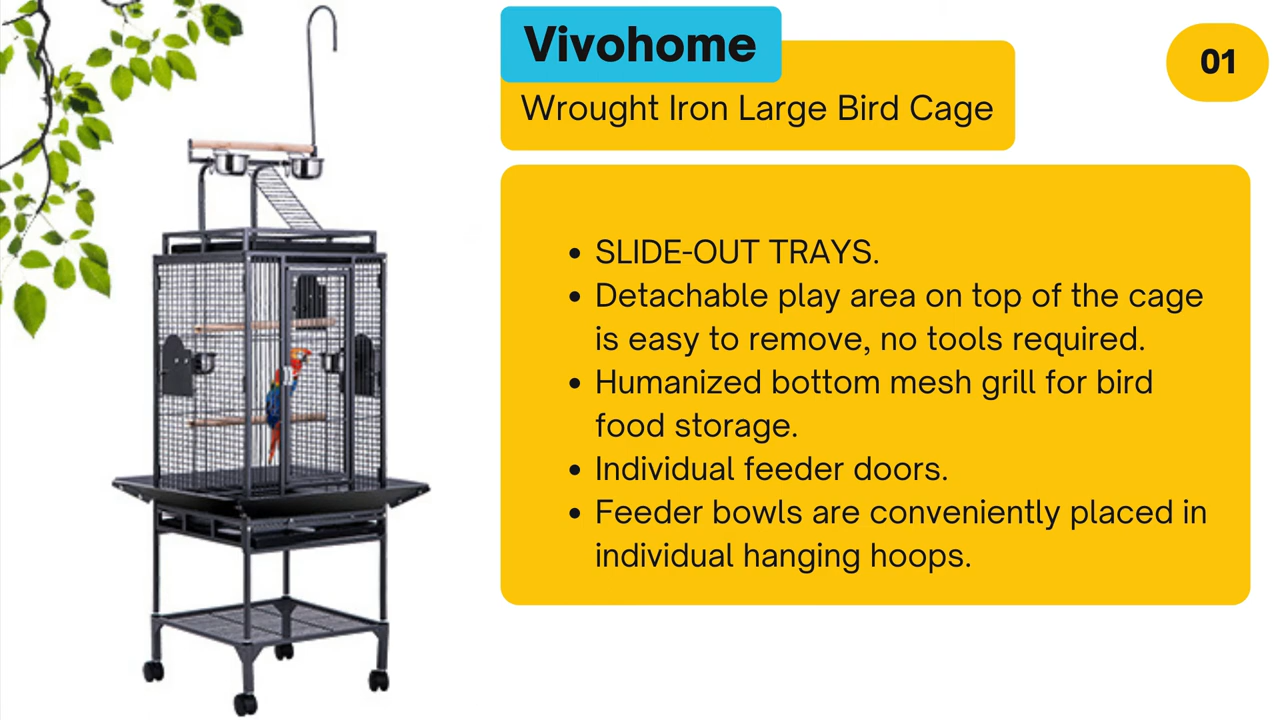 Vivohome
01
Wrought Iron Large Bird Cage
• SLIDE-OUT TRAYS.
• Detachable play area on top of the cage
is easy to remove, no tools required.
• Humanized bottom mesh grill for bird
food storage.
• Individual feeder doors.
• Feeder bowls are conveniently placed in
individual hanging hoops.